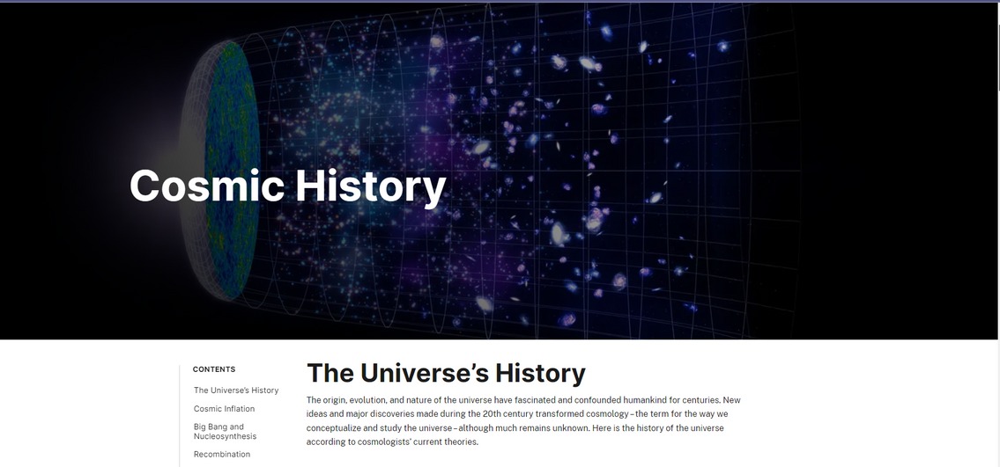 Cosmic History
CONTENTS
The Universe's History
Cosmic Inflation
Big Bang and
Nucleosynthesis
Recombination
The Universe’s History
The origin, evolution, and nature of the universe have fascinated and confounded humankind for centuries. New
ideas and major discoveries made during the 20th century transformed cosmology – the term for the way we
conceptualize and study the universe – although much remains unknown. Here is the history of the universe
according to cosmologists’ current theories.